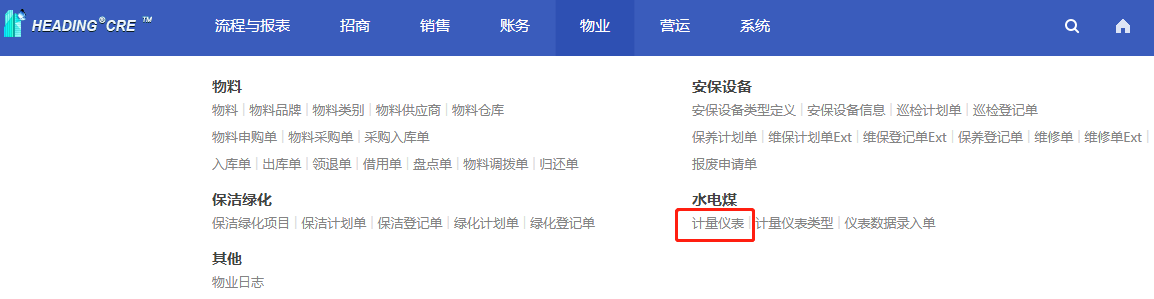 HEADING®CRE ™ 流程与报表 招商 销售 账务 物业 营运 系统
物料
物料 | 物料品牌 | 物料类别 | 物料供应商 | 物料仓库
物料申购单 | 物料采购单 | 采购入库单
入库单 | 出库单 | 领退单 | 借用单 | 盘点单 | 物料调拨单 | 归还单
保洁绿化
保洁绿化项目 | 保洁计划单 | 保洁登记单 | 绿化计划单 | 绿化登记单
其他
物业日志
安保设备
安保设备类型定义 | 安保设备信息 | 巡检计划单 | 巡检登记单
保养计划单 | 维保计划单Ext | 维保登记单Ext | 保养登记单 | 维修单 | 维修单Ext |
报废申请单
水电煤
计量仪表 | 计量仪表类型 | 仪表数据录入单